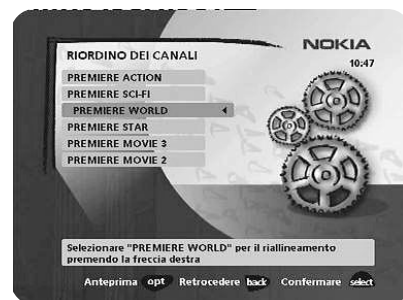 NOKIA
RIORDINO DEI CANALI
10:47
PREMIERE ACTION
PREMIERE SCI-FI
PREMIERE WORLD
PREMIERE STAR
PREMIERE MOVIE 3
PREMIERE MOVIE 2
Selezionare "PREMIERE WORLD" per il riallineamento
premendo la freccia destra
Anteprima opt Retrocedere back Confermare select